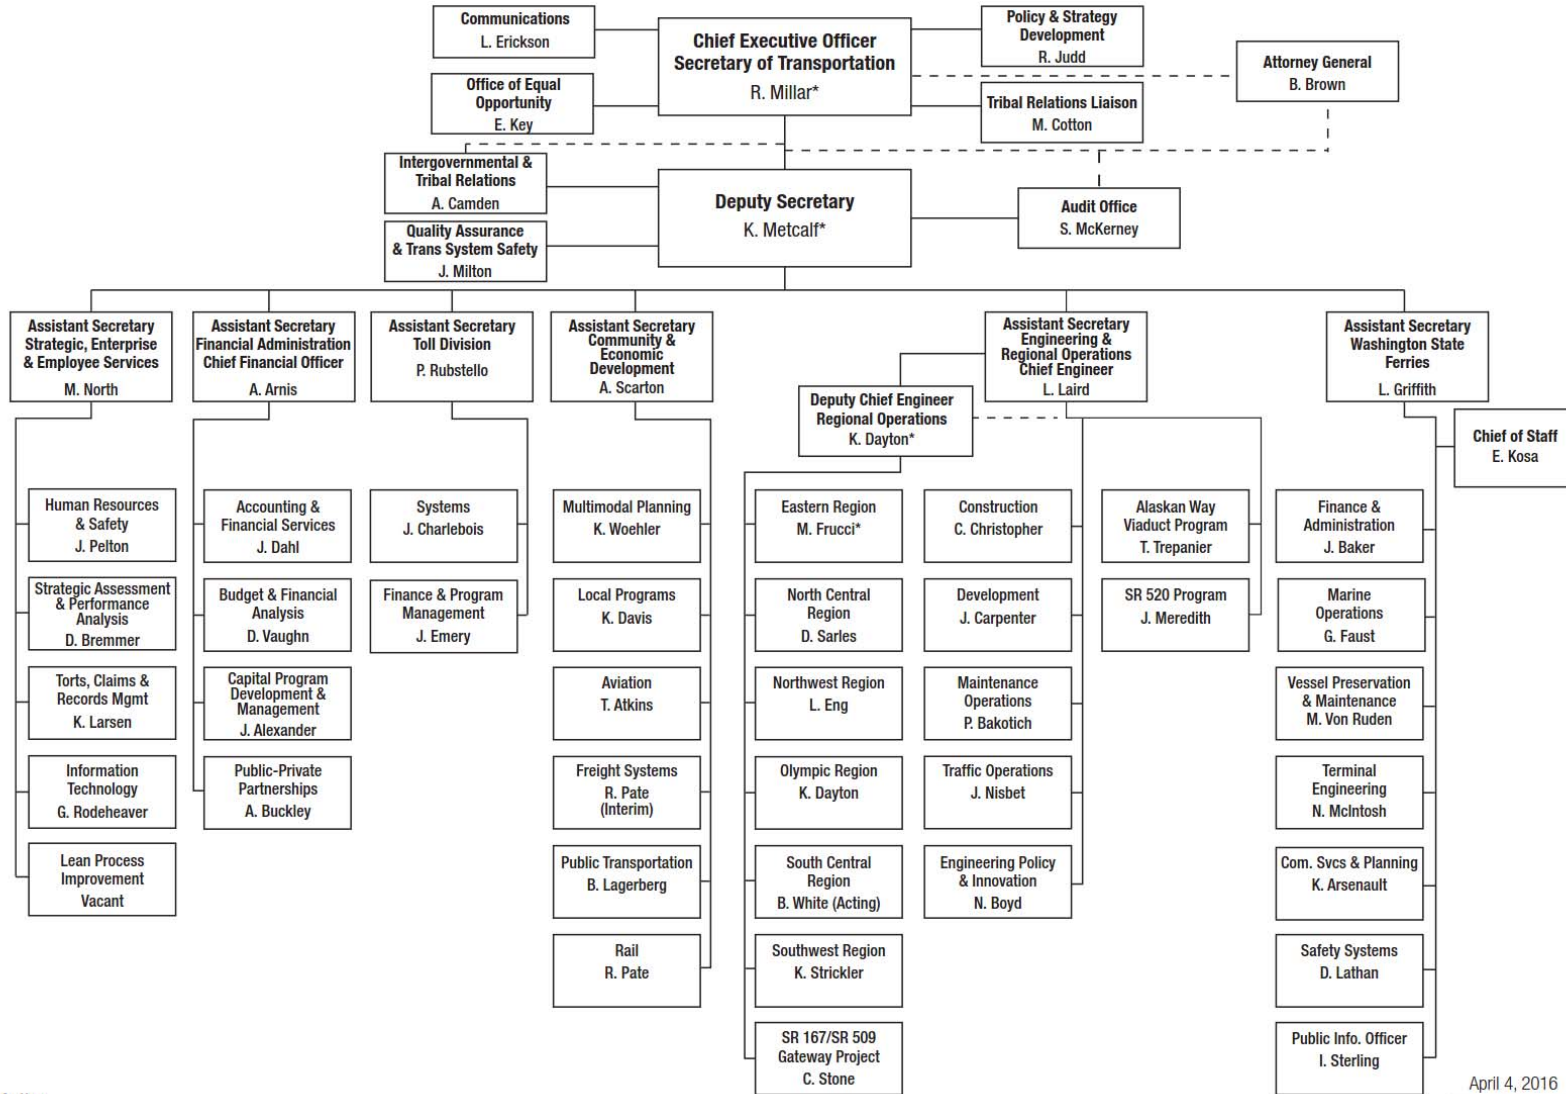 Communications
L. Erickson
Chief Executive Officer
Secretary of Transportation
R. Millar*
Policy & Strategy
Development
R. Judd
Attorney General
B. Brown
Office of Equal
Opportunity
E. Key
Tribal Relations Liaison
M. Cotton
Intergovernmental &
Tribal Relations
A. Camden
Deputy Secretary
K. Metcalf*
Audit Office
S. McKerney
Quality Assurance
& Trans System Safety
J. Milton
Assistant Secretary
Strategic, Enterprise
& Employee Services
M. North
Assistant Secretary
Financial Administration
Chief Financial Officer
A. Arnis
Assistant Secretary
Toll Division
P. Rubstello
Assistant Secretary
Community &
Economic
Development
A. Scarton
Assistant Secretary
Engineering &
Regional Operations
Chief Engineer
L. Laird
Assistant Secretary
Washington State
Ferries
L. Griffith
Deputy Chief Engineer
Regional Operations
K. Dayton*
Chief of Staff
E. Kosa
Human Resources
& Safety
J. Pelton
Strategic Assessment
& Performance
Analysis
D. Bremmer
Torts, Claims &
Records Mgmt
K. Larsen
Information
Technology
G. Rodeheaver
Lean Process
Improvement
Vacant
Accounting &
Financial Services
J. Dahl
Budget & Financial
Analysis
D. Vaughn
Capital Program
Development &
Management
J. Alexander
Public-Private
Partnerships
A. Buckley
Systems
J. Charlebois
Finance & Program
Management
J. Emery
Multimodal Planning
K. Woehler
Local Programs
K. Davis
Aviation
T. Atkins
Freight Systems
R. Pate
(Interim)
Public Transportation
B. Lagerberg
Rail
R. Pate
Eastern Region
M. Frucci*
North Central
Region
D. Sarles
Northwest Region
L. Eng
Olympic Region
K. Dayton
South Central
Region
B. White (Acting)
Southwest Region
K. Strickler
SR 167/SR 509
Gateway Project
C. Stone
Construction
C. Christopher
Development
J. Carpenter
Maintenance
Operations
P. Bakotich
Traffic Operations
J. Nisbet
Engineering Policy
& Innovation
N. Boyd
Alaskan Way
Viaduct Program
T. Trepanier
SR 520 Program
J. Meredith
Finance &
Administration
J. Baker
Marine
Operations
G. Faust
Vessel Preservation
& Maintenance
M. Von Ruden
Terminal
Engineering
N. McIntosh
Com. Svcs & Planning
K. Arsenault
Safety Systems
D. Lathan
Public Info. Officer
I. Sterling
April 4, 2016